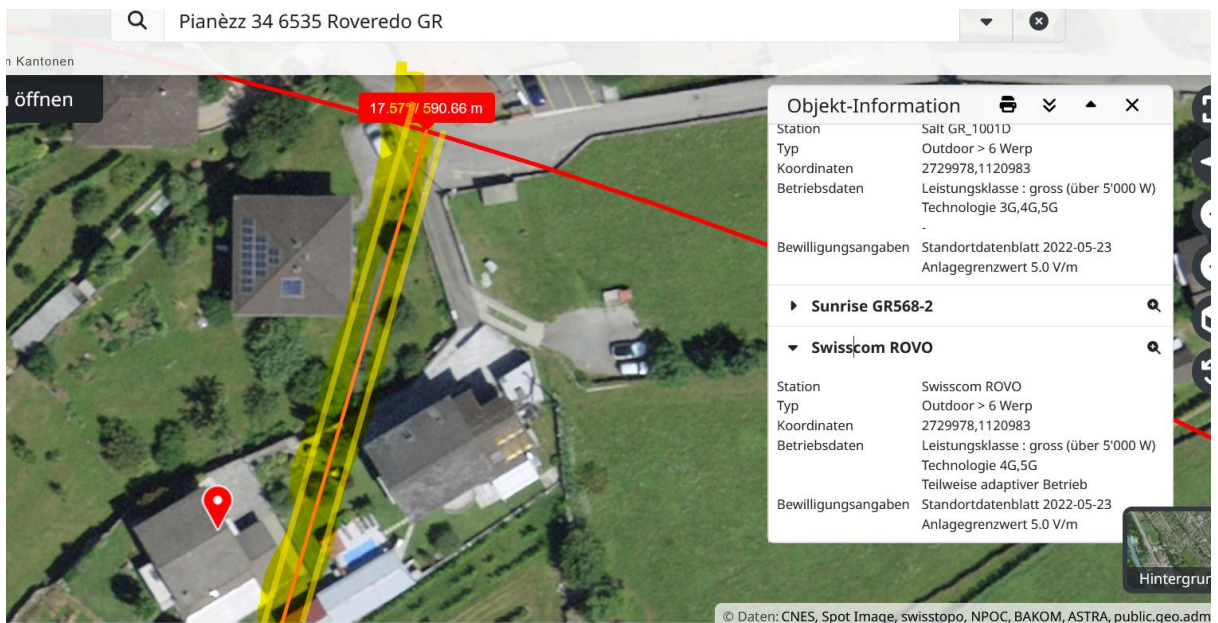 Pianèzz 34 6535 Roveredo GR
n Kantonen
öffnen
17.57° / 590.66 m
Objekt-Information
Station Salt GR_1001D
Typ Outdoor > 6 Werp
Koordinaten 2729978,1120983
Betriebsdaten Leistungsklasse : gross (über 5'000 W)
Technologie 3G,4G,5G
-
Bewilligungsangaben Standortdatenblatt 2022-05-23
Anlagegrenzwert 5.0 V/m
Sunrise GR568-2
Swisscom ROVO
Station Swisscom ROVO
Typ Outdoor > 6 Werp
Koordinaten 2729978,1120983
Betriebsdaten Leistungsklasse : gross (über 5'000 W)
Technologie 4G,5G
Teilweise adaptiver Betrieb
Bewilligungsangaben Standortdatenblatt 2022-05-23
Anlagegrenzwert 5.0 V/m
Hintergrun
© Daten: CNES, Spot Image, swisstopo, NPOC, BAKOM, ASTRA, public.geo.adm